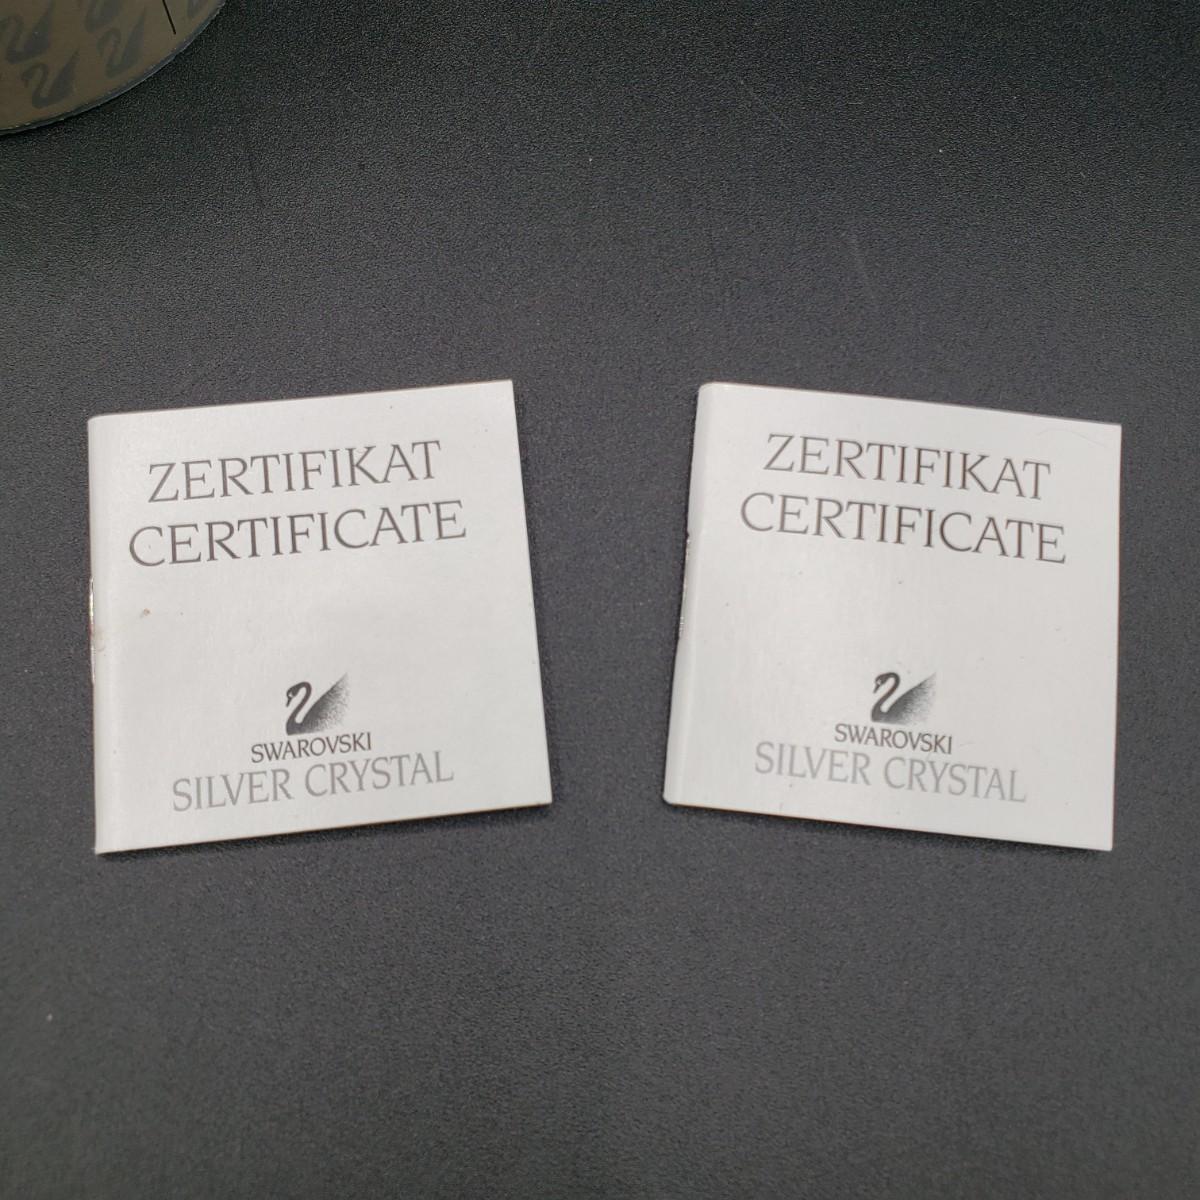 ZERTIFIKAT
CERTIFICATE
SWAROVSKI
SILVER CRYSTAL
ZERTIFIKAT
CERTIFICATE
SWAROVSKI
SILVER CRYSTAL